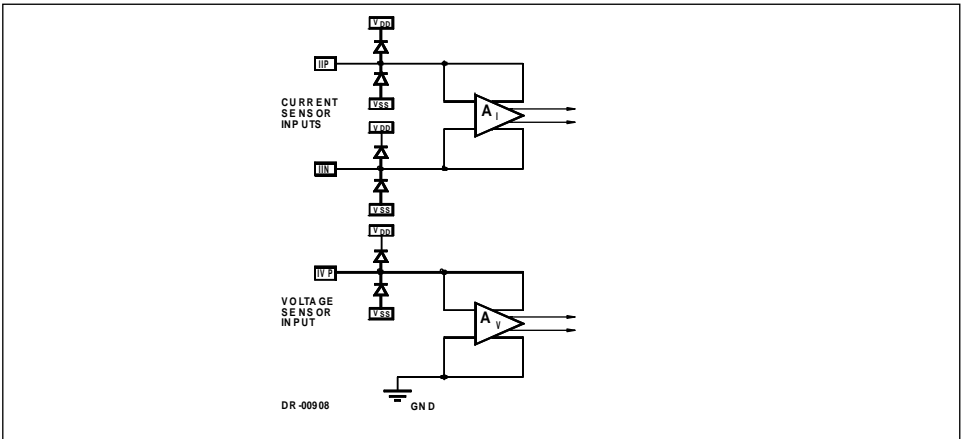 VDD
IIP
CURRENT
SENSOR
INPUTS
VSS
A I
VDD
IIN
VSS
VDD
IVP
VOLTAGE
SENSOR
INPUT
VSS
A V
DR-00908
GND